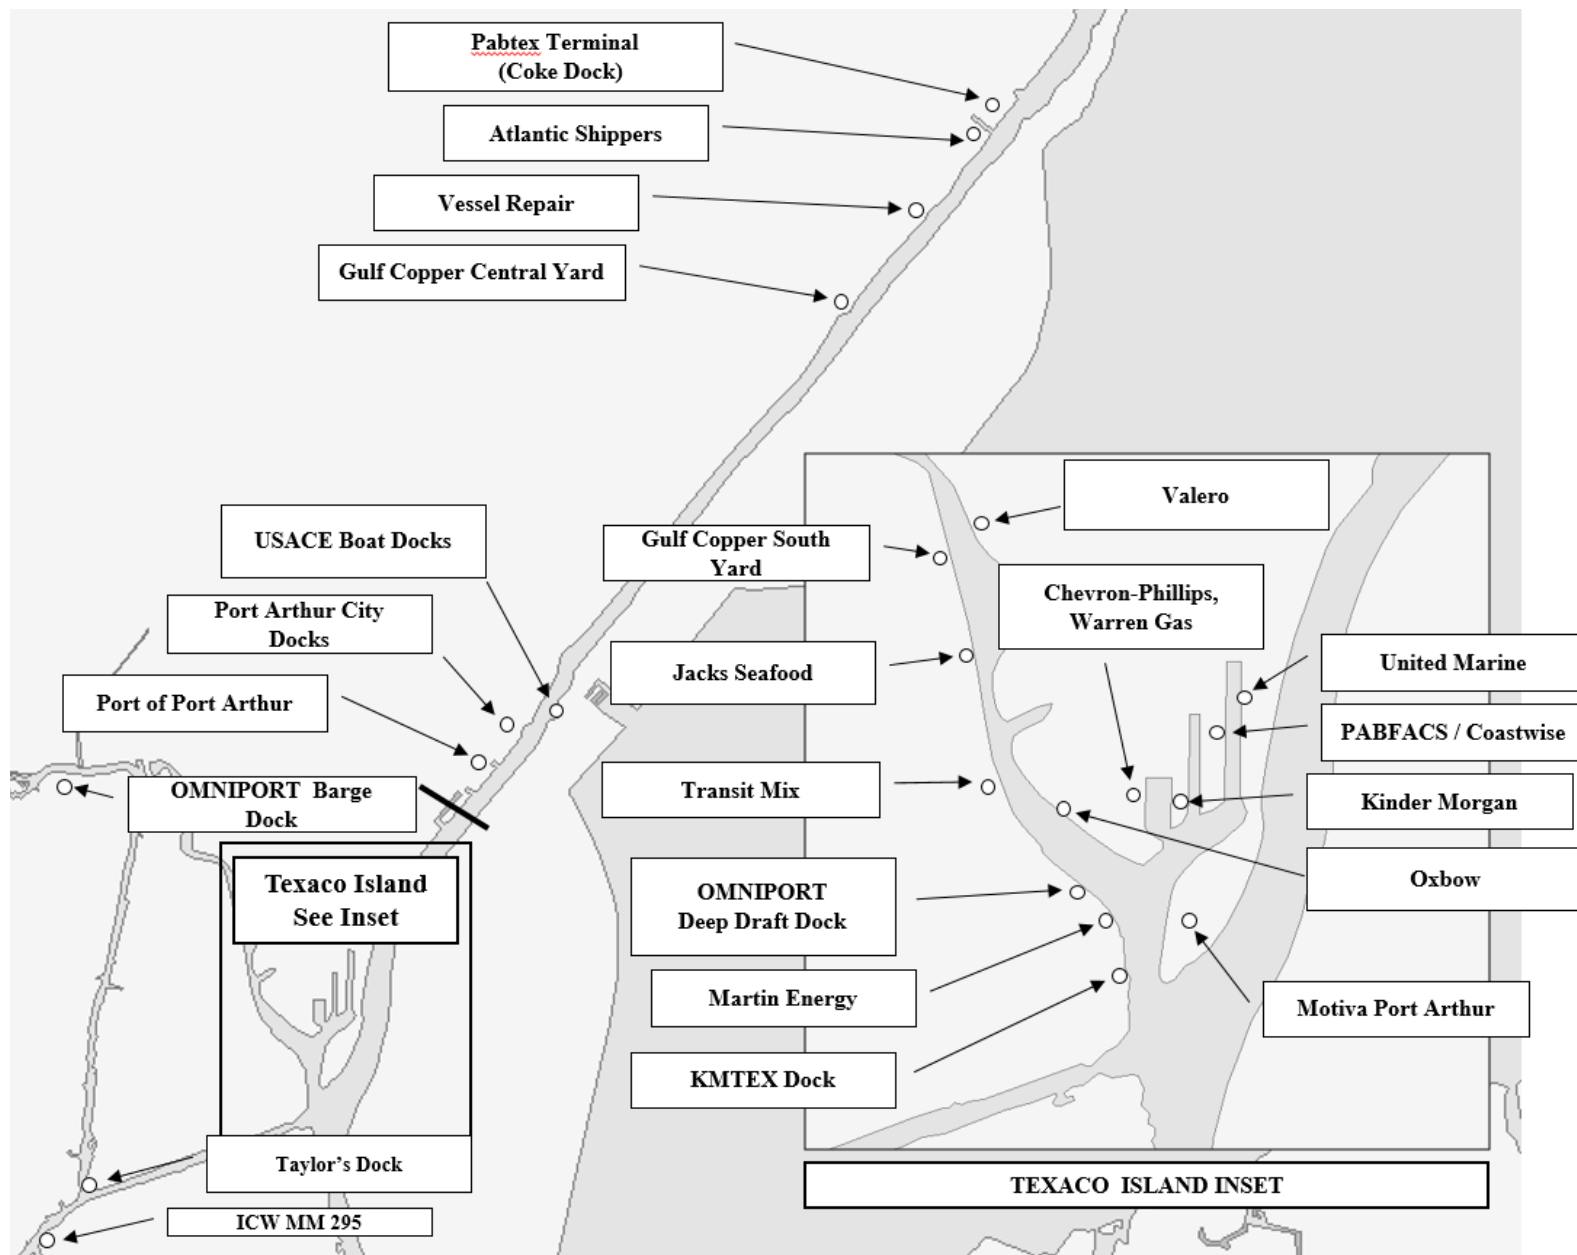 Pabtex Terminal
(Coke Dock)
Atlantic Shippers
Vessel Repair
Gulf Copper Central Yard
Valero
USACE Boat Docks
Gulf Copper South
Yard
Chevron-Phillips,
Warren Gas
Port Arthur City
Docks
Jacks Seafood
United Marine
Port of Port Arthur
PABFACS / Coastwise
OMNIPORT Barge
Dock
Transit Mix
Kinder Morgan
Texaco Island
See Inset
OMNIPORT
Deep Draft Dock
Oxbow
Martin Energy
Motiva Port Arthur
KMTEX Dock
Taylor's Dock
TEXACO ISLAND INSET
ICW MM 295